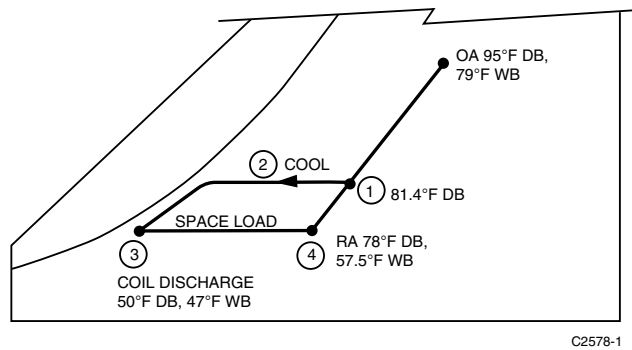 OA 95°F DB,
79°F WB
2 COOL
1 81.4°F DB
SPACE LOAD
3
4 RA 78°F DB,
57.5°F WB
COIL DISCHARGE
50°F DB, 47°F WB
C2578-1